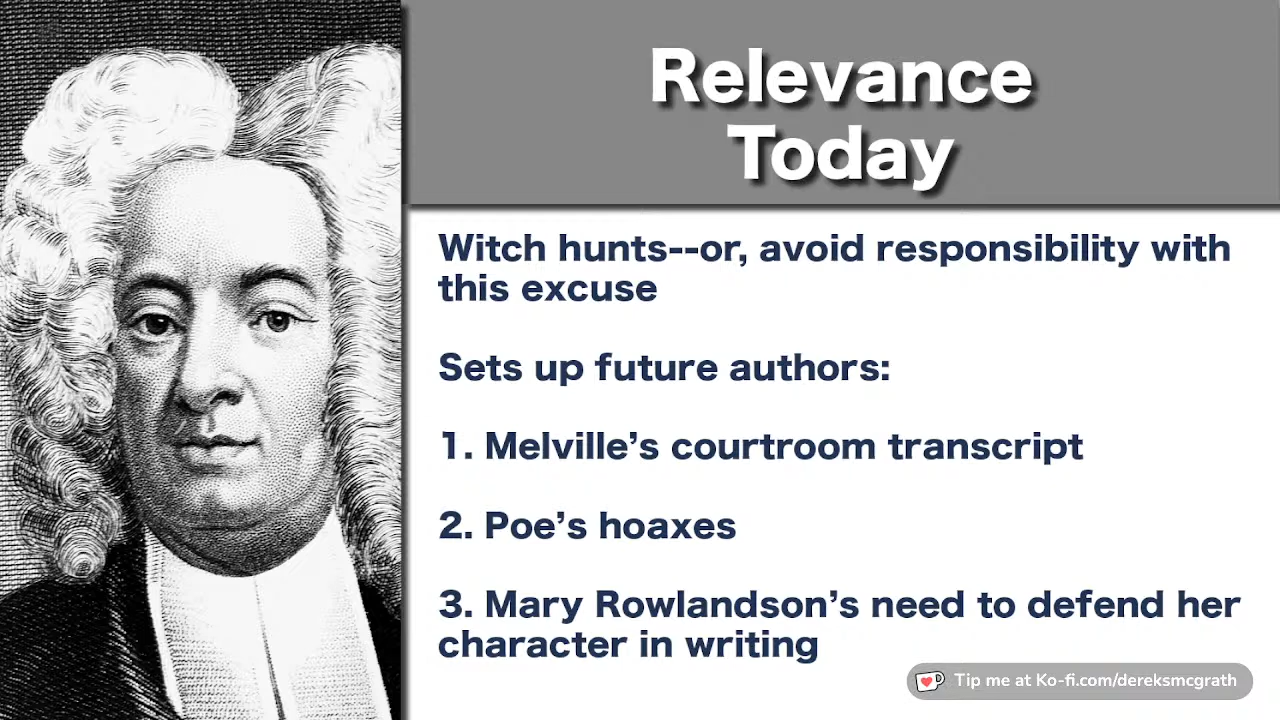 Relevance
Today
Witch hunts--or, avoid responsibility with
this excuse
Sets up future authors:
1. Melville’s courtroom transcript
2. Poe’s hoaxes
3. Mary Rowlandson’s need to defend her
character in writing
Tip me at Ko-fi.com/dereksmcgrath